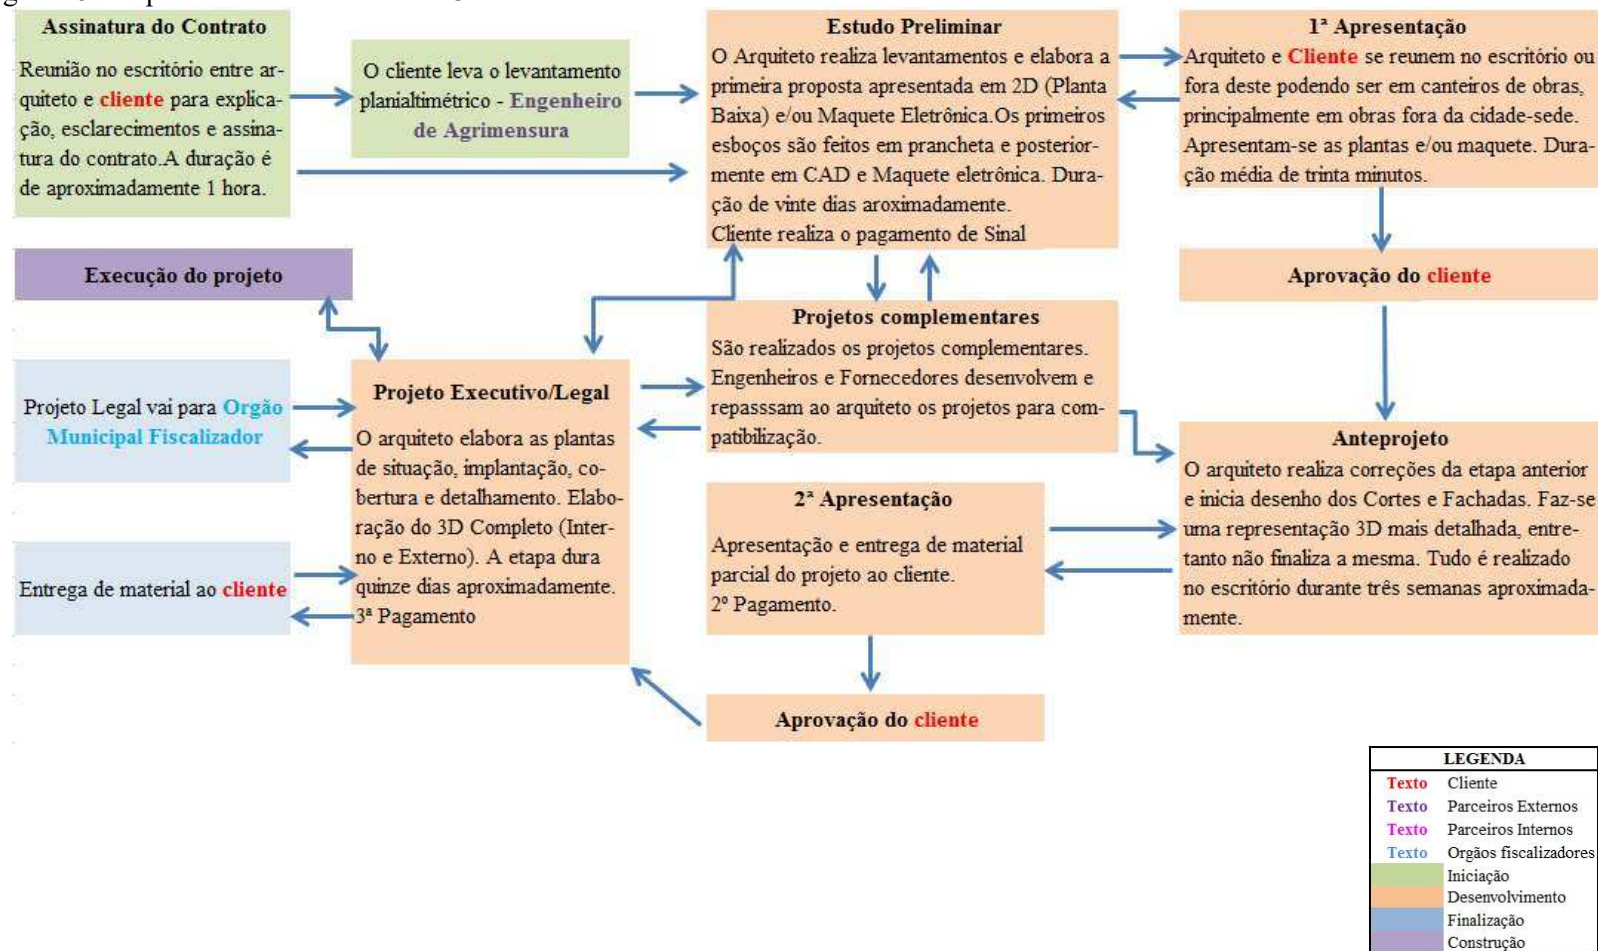 Assinatura do Contrato
Reunião no escritório entre ar-
quiteto e cliente para explica-
ção, esclarecimentos e assina-
tura do contrato.A duração é
de aproximadamente 1 hora.
O cliente leva o levantamento
planialtimétrico - Engenheiro
de Agrimensura
Estudo Preliminar
O Arquiteto realiza levantamentos e elabora a
primeira proposta apresentada em 2D (Planta
Baixa) e/ou Maquete Eletrônica.Os primeiros
esboços são feitos em prancheta e posterior-
mente em CAD e Maquete eletrônica. Dura-
ção de vinte dias aroximadamente.
Cliente realiza o pagamento de Sinal
1ª Apresentação
Arquiteto e Cliente se reunem no escritório ou
fora deste podendo ser em canteiros de obras,
principalmente em obras fora da cidade-sede.
Apresentam-se as plantas e/ou maquete. Dura-
ção média de trinta minutos.
Execução do projeto
Aprovação do cliente
Projetos complementares
São realizados os projetos complementares.
Engenheiros e Fornecedores desenvolvem e
repasssam ao arquiteto os projetos para com-
patibilização.
Projeto Legal vai para Orgão
Municipal Fiscalizador
Projeto Executivo/Legal
O arquiteto elabora as plantas
de situação, implantação, co-
bertura e detalhamento. Elabo-
ração do 3D Completo (Inter-
no e Externo). A etapa dura
quinze dias aproximadamente.
3ª Pagamento
Anteprojeto
O arquiteto realiza correções da etapa anterior
e inicia desenho dos Cortes e Fachadas. Faz-se
uma representação 3D mais detalhada, entre-
tanto não finaliza a mesma. Tudo é realizado
no escritório durante três semanas aproximada-
mente.
2ª Apresentação
Apresentação e entrega de material
parcial do projeto ao cliente.
2º Pagamento.
Entrega de material ao cliente
Aprovação do cliente
LEGENDA
Texto Cliente
Texto Parceiros Externos
Texto Parceiros Internos
Texto Orgãos fiscalizadores
Iniciação
Desenvolvimento
Finalização
Construção